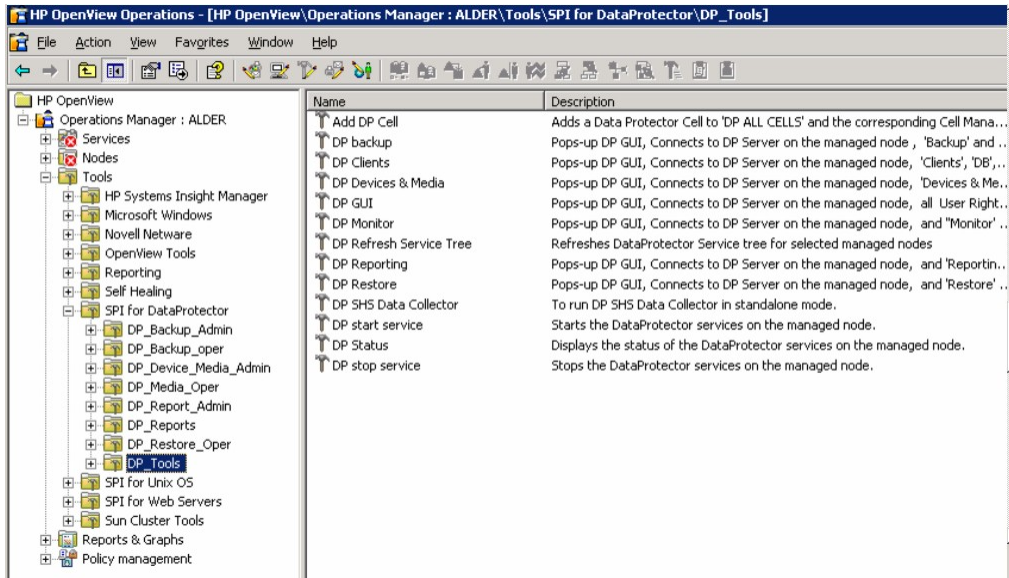 HP OpenView Operations - [HP OpenView\Operations Manager : ALDER\Tools\SPI for DataProtector\DP_Tools]
File Action View Favorites Window Help
HP OpenView
Operations Manager : ALDER
Services
Nodes
Tools
HP Systems Insight Manager
Microsoft Windows
Novell Netware
OpenView Tools
Reporting
Self Healing
SPI for DataProtector
DP_Backup_Admin
DP_Backup_oper
DP_Device_Media_Admin
DP_Media_Oper
DP_Report_Admin
DP_Reports
DP_Restore_Oper
DP_Tools
SPI for Unix OS
SPI for Web Servers
Sun Cluster Tools
Reports & Graphs
Policy management
Name Description
Add DP Cell Adds a Data Protector Cell to 'DP ALL CELLS' and the corresponding Cell Mana...
DP backup Pops-up DP GUI, Connects to DP Server on the managed node , 'Backup' and ...
DP Clients Pops-up DP GUI, Connects to DP Server on the managed node, 'Clients', 'DB',...
DP Devices & Media Pops-up DP GUI, Connects to DP Server on the managed node, 'Devices & Me...
DP GUI Pops-up DP GUI, Connects to DP Server on the managed node, all User Right...
DP Monitor Pops-up DP GUI, Connects to DP Server on the managed node, and "Monitor' ...
DP Refresh Service Tree Refreshes DataProtector Service tree for selected managed nodes
DP Reporting Pops-up DP GUI, Connects to DP Server on the managed node, and 'Reportin...
DP Restore Pops-up DP GUI, Connects to DP Server on the managed node, and 'Restore' ...
DP SHS Data Collector To run DP SHS Data Collector in standalone mode.
DP start service Starts the DataProtector services on the managed node.
DP Status Displays the status of the DataProtector services on the managed node.
DP stop service Stops the DataProtector services on the managed node.